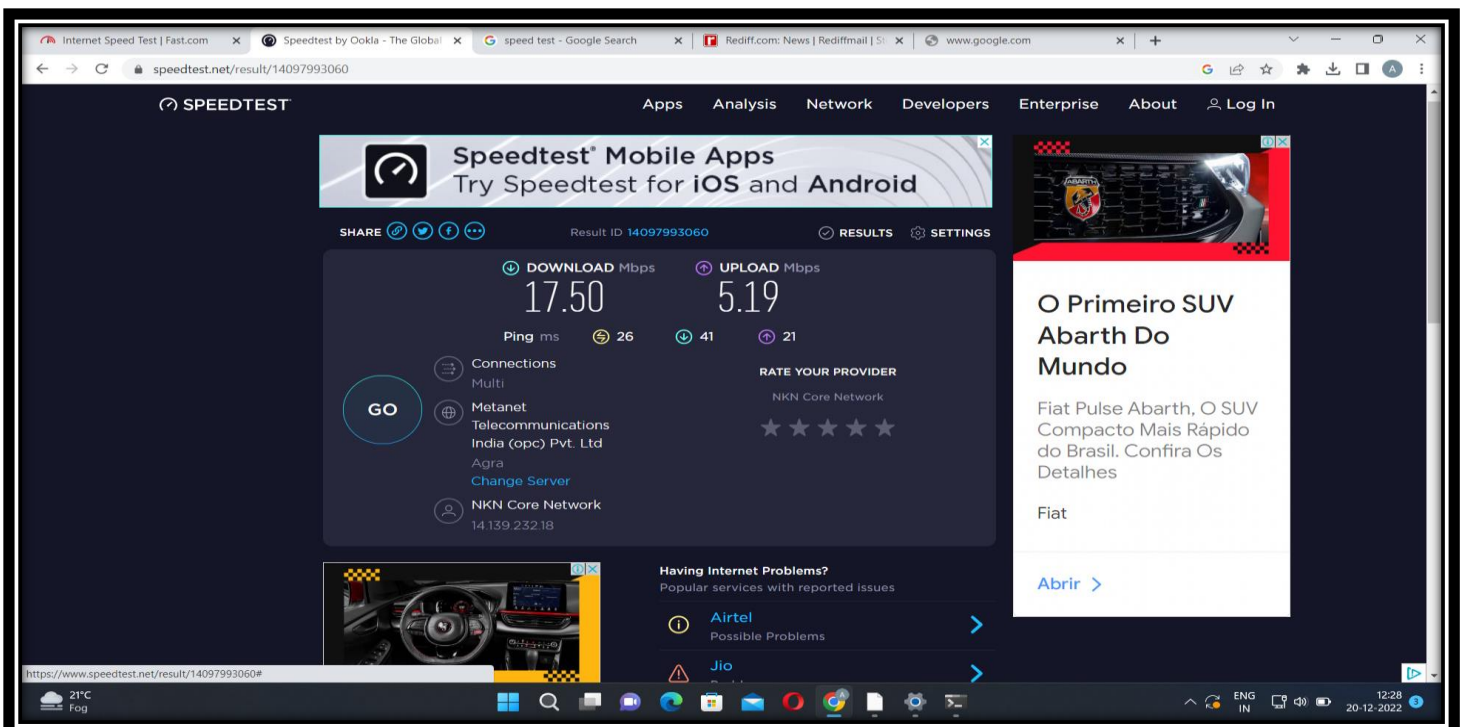 Internet Speed Test | Fast.com
Speedtest by Ookla - The Global
speed test - Google Search
Rediff.com: News | Rediffmail | St
www.google.com
speedtest.net/result/14097993060
SPEEDTEST
Apps Analysis Network Developers Enterprise About Log In
Speedtest® Mobile Apps
Try Speedtest for iOS and Android
SHARE
Result ID 14097993060
RESULTS
SETTINGS
DOWNLOAD Mbps
17.50
UPLOAD Mbps
5.19
Ping ms 26 41 21
GO
Connections
Multi
Metanet
Telecommunications
India (opc) Pvt. Ltd
Agra
Change Server
NKN Core Network
14.139.232.18
RATE YOUR PROVIDER
NKN Core Network
Having Internet Problems?
Popular services with reported issues
Airtel
Possible Problems
Jio
ABARTH
O Primeiro SUV
Abarth Do
Mundo
Fiat Pulse Abarth, O SUV
Compacto Mais Rápido
do Brasil. Confira Os
Detalhes
Fiat
Abrir
https://www.speedtest.net/result/14097993060#
21°C
Fog
ENG
IN
12:28
20-12-2022
3